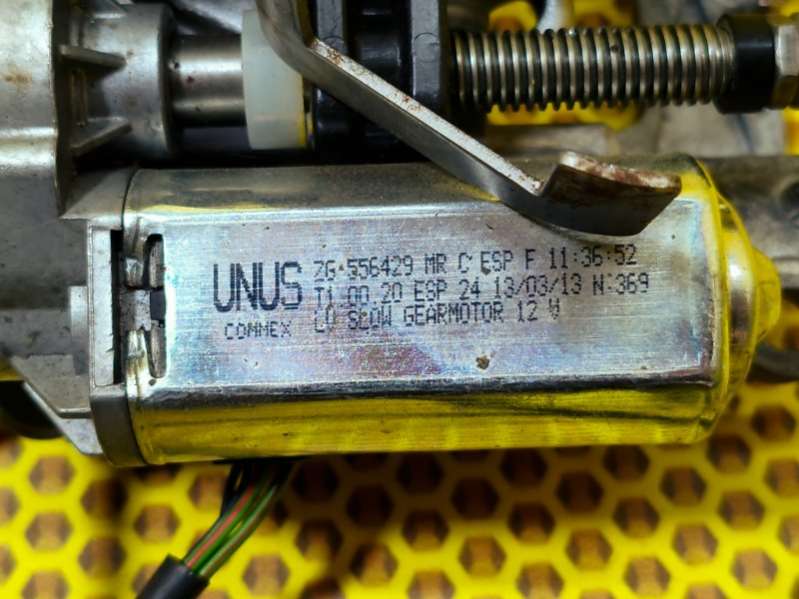 UNUS ZG 556429 MR C ESP F 11:36:52
T1 00.20 ESP 24 13/03/13 N:369
COMMEX LO SLOW GEARMOTOR 12 V